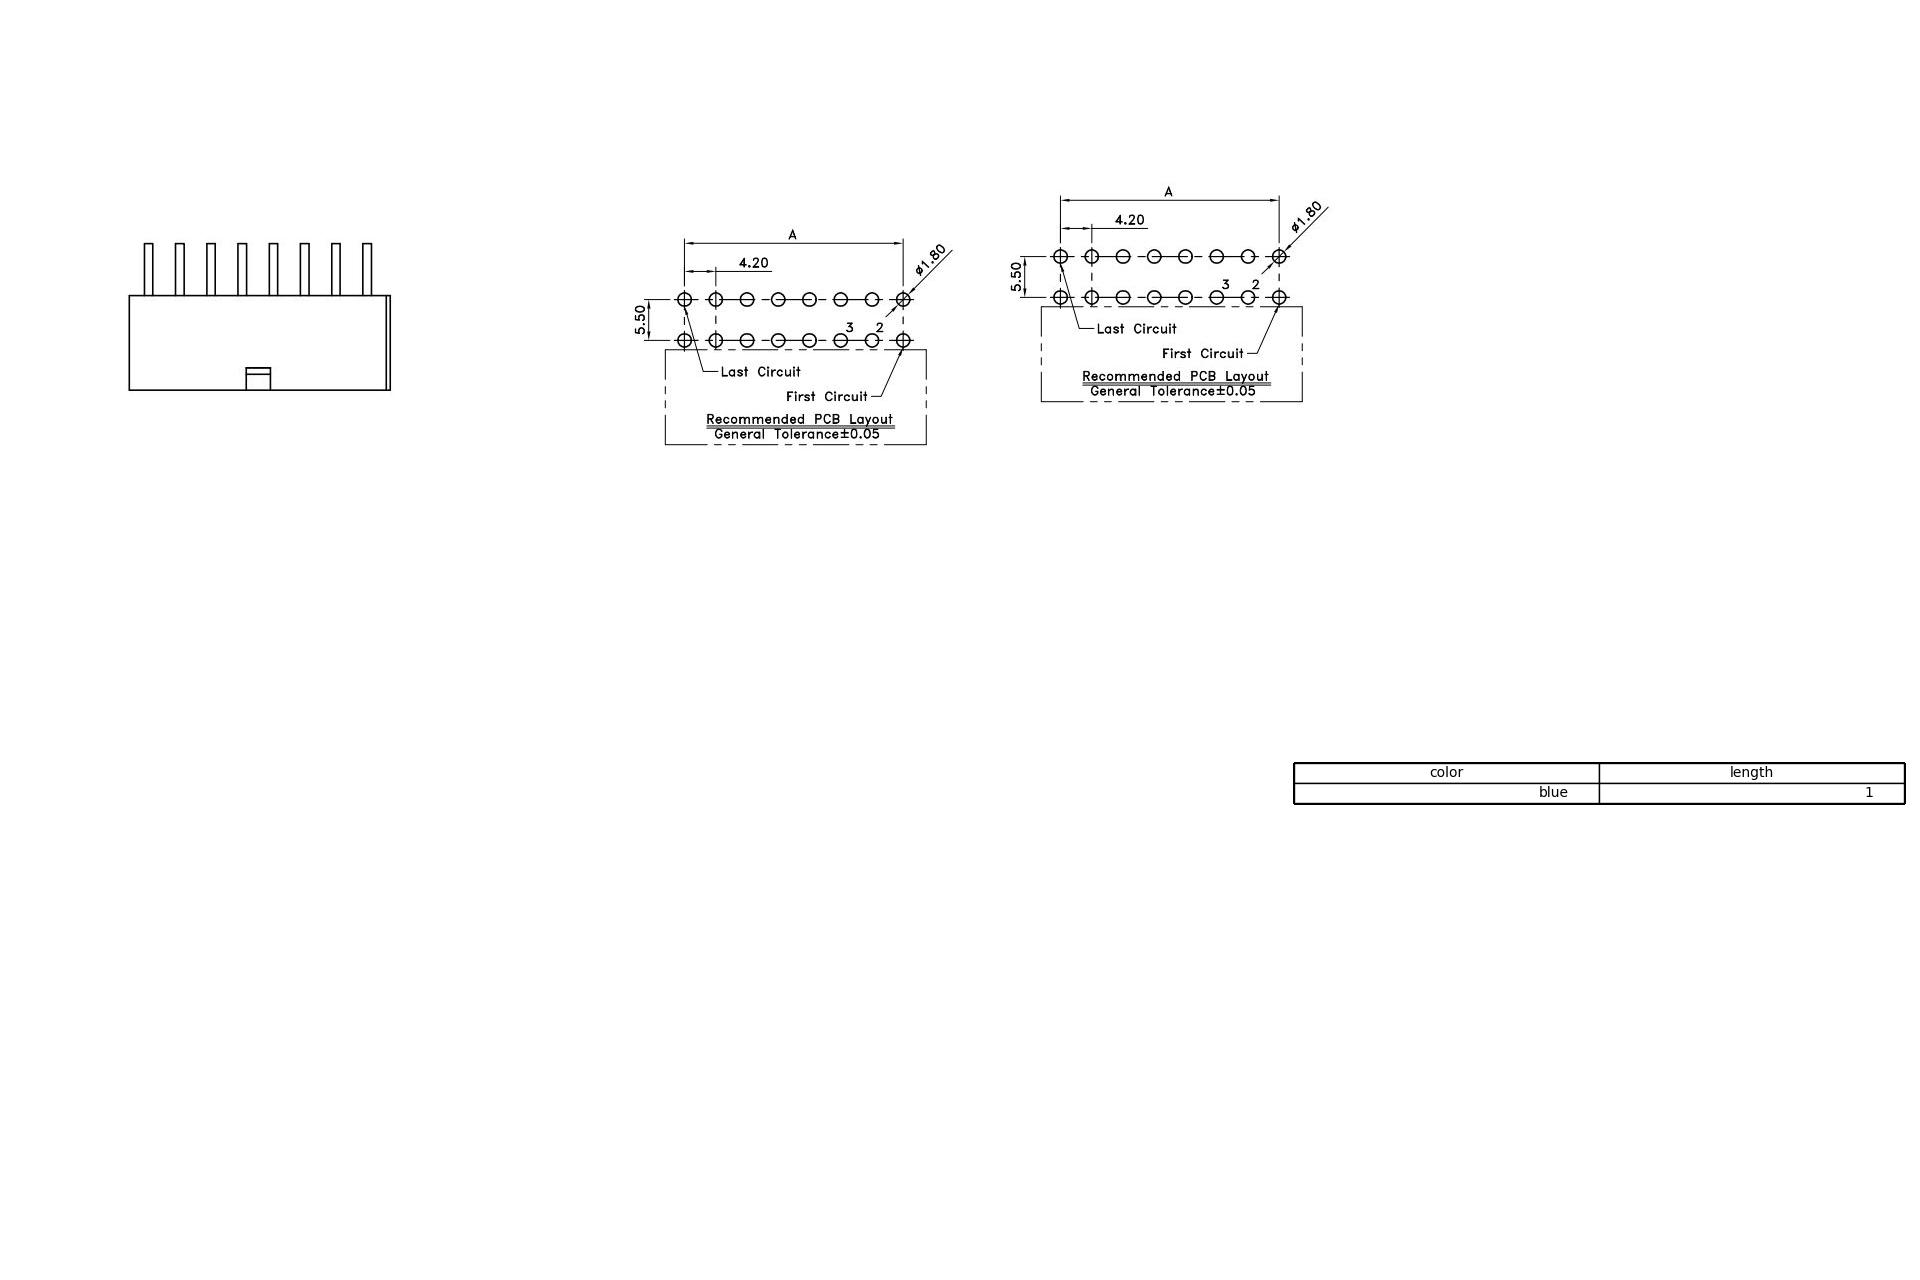 A
4.20
ø1.80
5.50
3 2
Last Circuit
First Circuit
Recommended PCB Layout
General Tolerance±0.05
A
4.20
ø1.80
5.50
3 2
Last Circuit
First Circuit
Recommended PCB Layout
General Tolerance±0.05
color length
blue 1